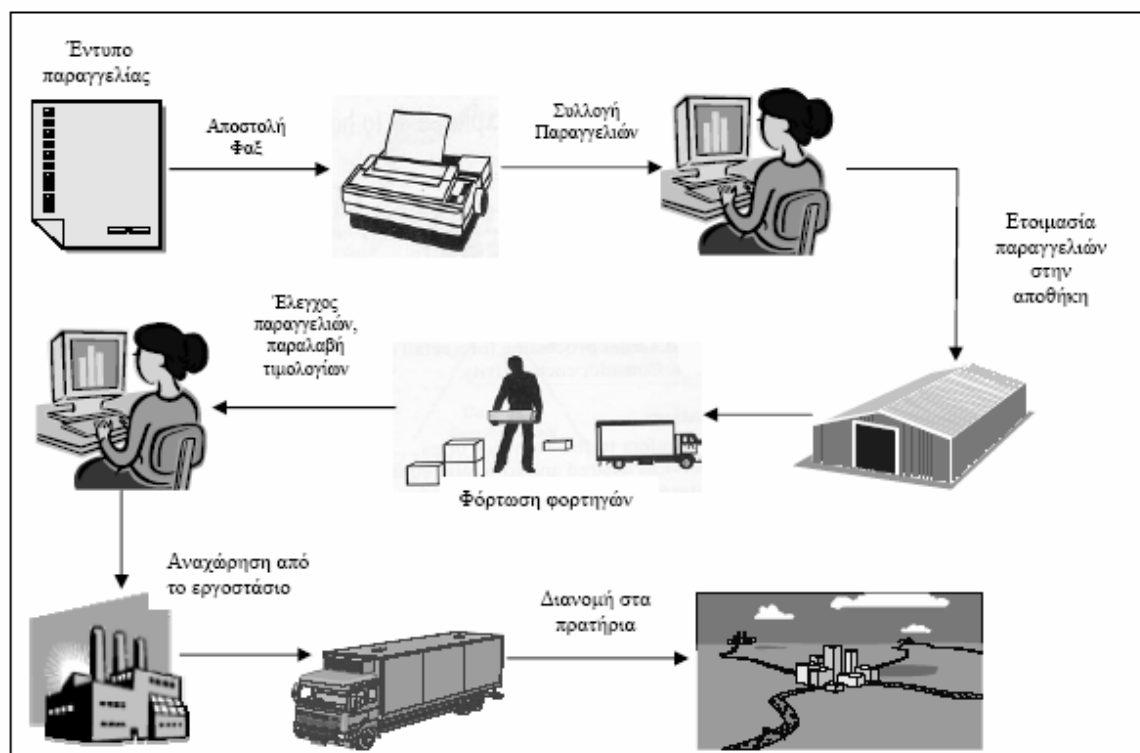 Έντυπο
παραγγελίας
Αποστολή
Φαξ
Συλλογή
Παραγγελιών
Ετοιμασία
παραγγελιών
στην
αποθήκη
Έλεγχος
παραγγελιών,
παραλαβή
τιμολογίων
Φόρτωση φορτηγών
Αναχώρηση από
το εργοστάσιο
Διανομή στα
πρατήρια